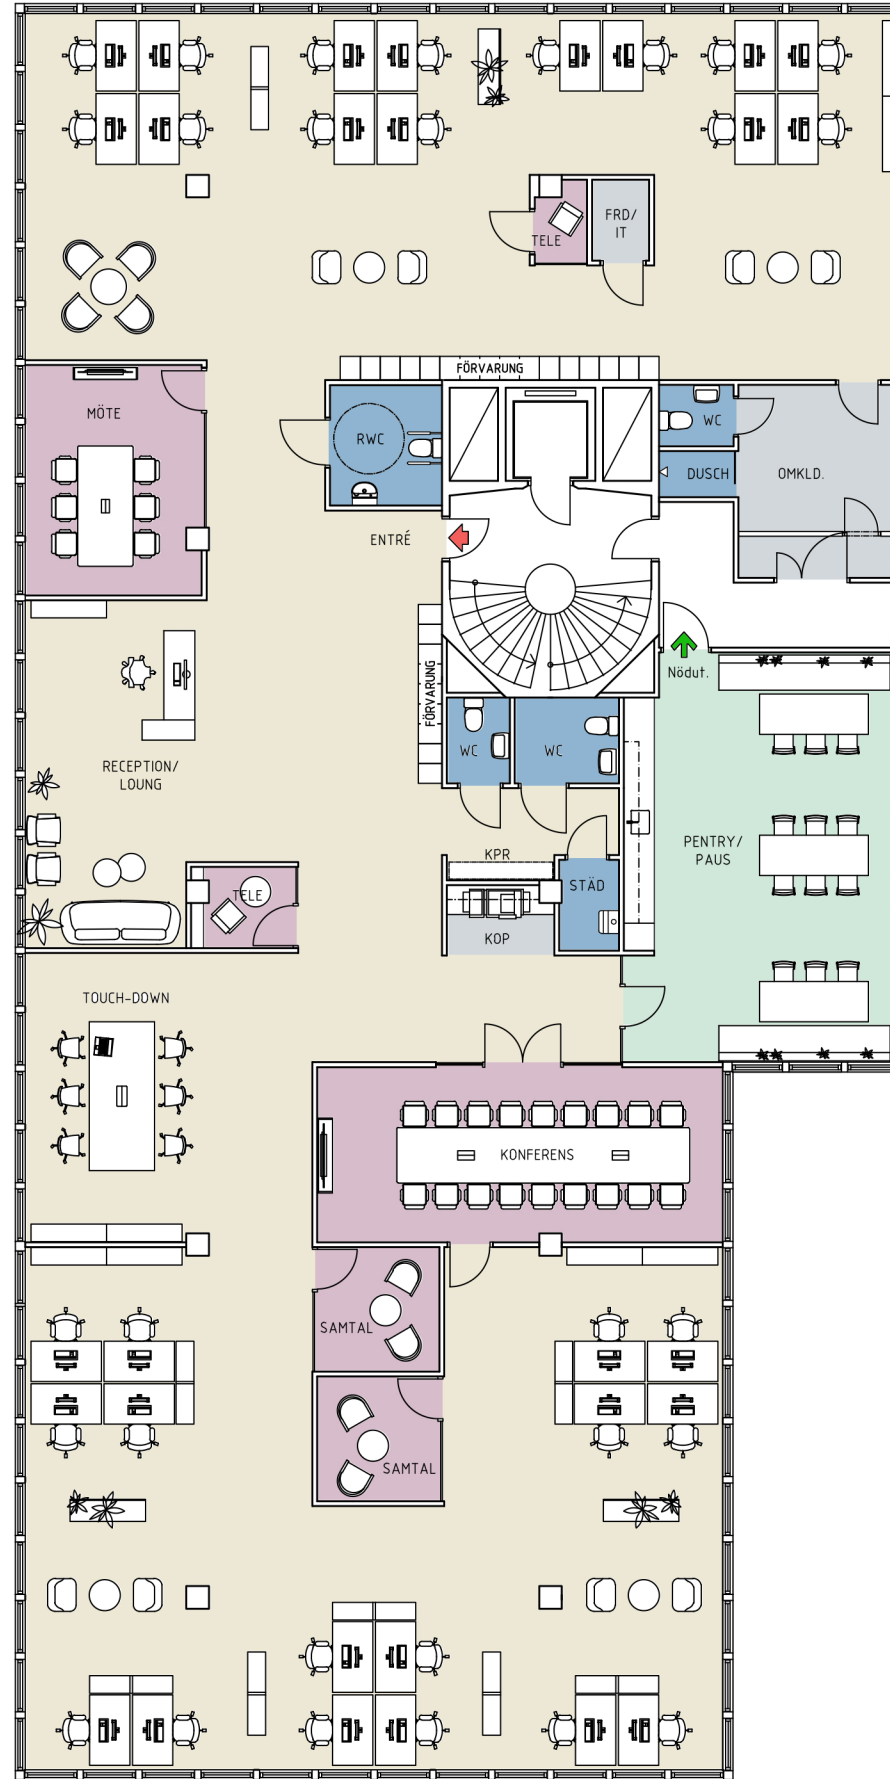 TELE
FRD/
IT
FÖRVARUNG
MÖTE
RWC
WC
DUSCH
OMKLD.
ENTRÉ
FÖRVARUNG
Nödut.
WC
WC
RECEPTION/
LOUNG
PENTRY/
PAUS
KPR
STÄD
TELE
KOP
TOUCH-DOWN
KONFERENS
SAMTAL
SAMTAL